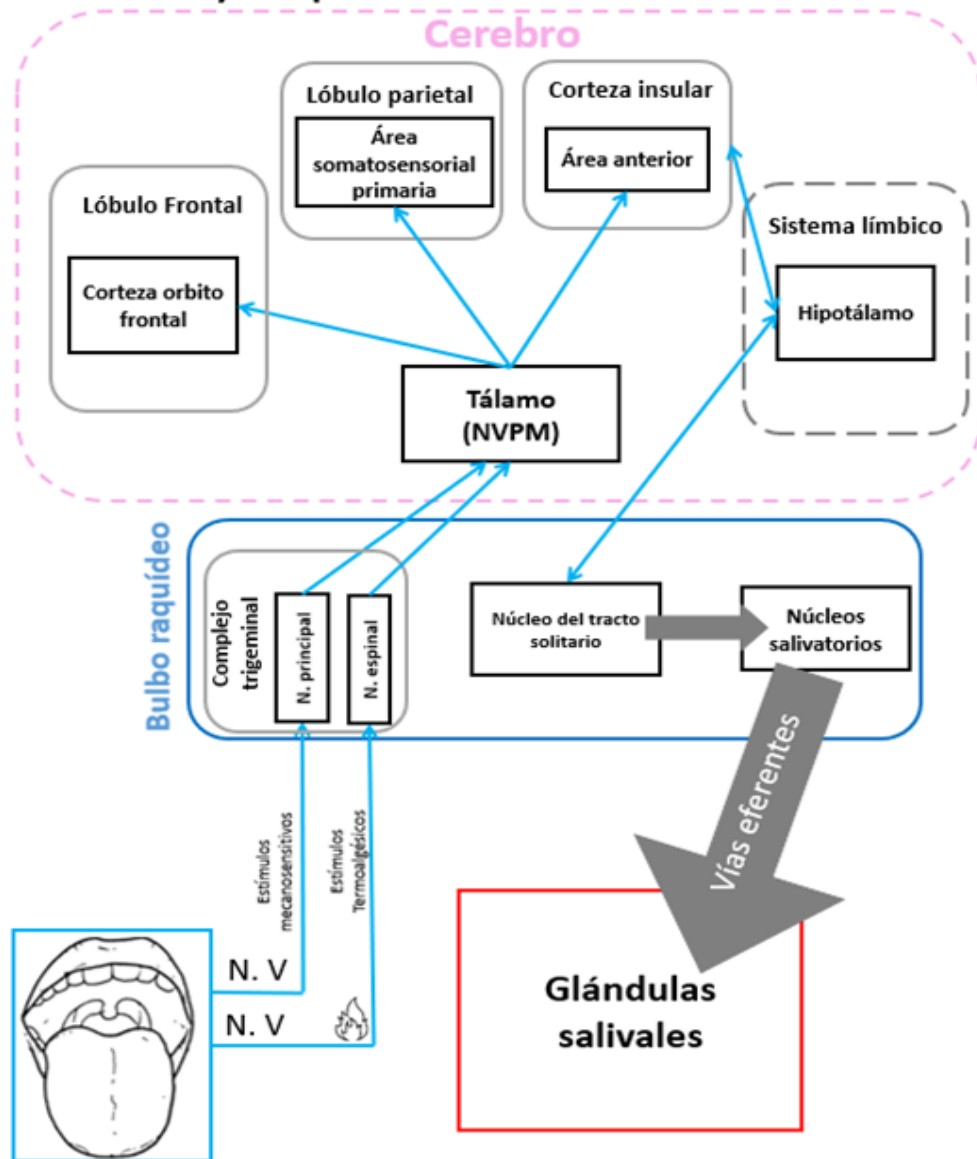 Cerebro
Lóbulo parietal
Área
somatosensorial
primaria
Corteza insular
Área anterior
Lóbulo Frontal
Corteza orbito
frontal
Sistema límbico
Hipotálamo
Tálamo
(NVPM)
Bulbo raquídeo
Complejo
trigeminal
N. principal
N. espinal
Núcleo del tracto
solitario
Núcleos
salivatorios
Vías eferentes
Estímulos
mecanosensitivos
Estímulos
Termoalgésicos
N. V
N. V
Glándulas
salivales